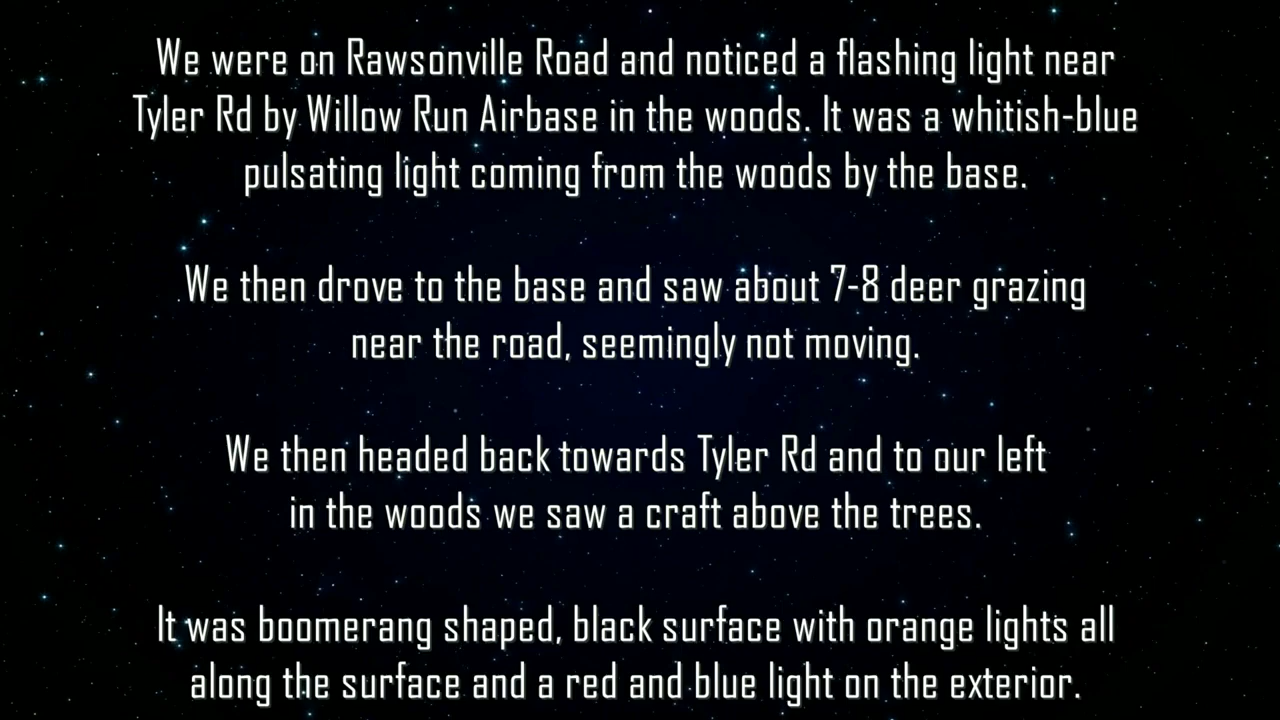 We were on Rawsonville Road and noticed a flashing light near
Tyler Rd by Willow Run Airbase in the woods. It was a whitish-blue
pulsating light coming from the woods by the base.
We then drove to the base and saw about 7-8 deer grazing
near the road, seemingly not moving.
We then headed back towards Tyler Rd and to our left
in the woods we saw a craft above the trees.
It was boomerang shaped, black surface with orange lights all
along the surface and a red and blue light on the exterior.